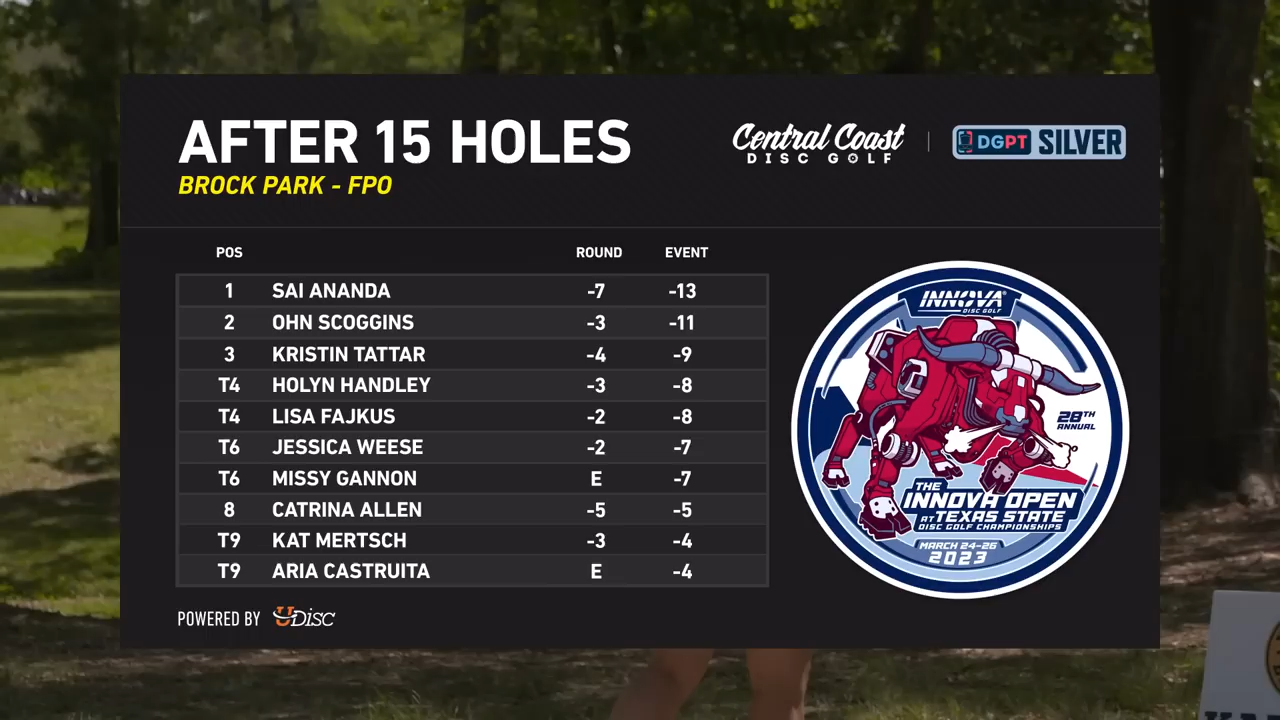 AFTER 15 HOLES
BROCK PARK - FPO
Central Coast
DISC GOLF
DGPT SILVER
POS ROUND EVENT
1 SAI ANANDA -7 -13
2 OHN SCOGGINS -3 -11
3 KRISTIN TATTAR -4 -9
T4 HOLYN HANDLEY -3 -8
T4 LISA FAJKUS -2 -8
T6 JESSICA WEESE -2 -7
T6 MISSY GANNON E -7
8 CATRINA ALLEN -5 -5
T9 KAT MERTSCH -3 -4
T9 ARIA CASTRUITA E -4
INNOVA
DISC GOLF
28TH
ANNUAL
THE
INNOVA OPEN
AT TEXAS STATE
DISC GOLF CHAMPIONSHIPS
MARCH 24-26
2023
POWERED BY UDisc